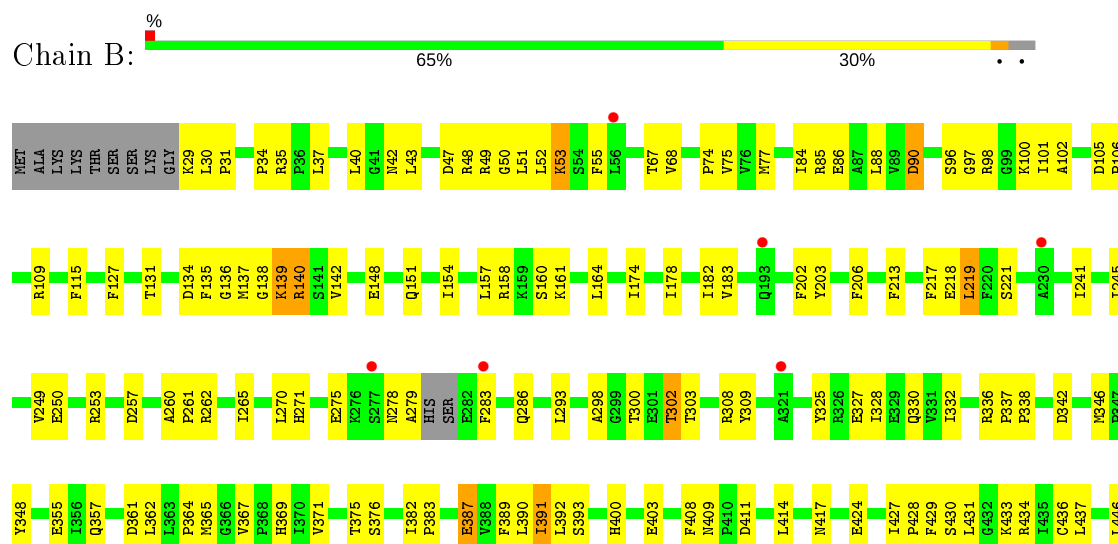 %
Chain B:
65% 30% • •
MET ALA LYS LYS THR SER SER LYS GLY K29 L30 P31 P34 R35 P36 L37 L40 G41 N42 L43 D47 R48 R49 G50 L51 L52 K53 S54 F55 L56 T67 V68 P74 V75 V76 M77 I84 R85 E86 A87 L88 V89 D90 S96 G97 R98 G99 K100 I101 A102 D105 P106
R109 F115 F127 T131 D134 F135 G136 M137 G138 K139 R140 S141 V142 E148 Q151 I154 L157 R158 K159 S160 K161 L164 I174 I178 I182 V183 Q193 F202 Y203 F206 F213 F217 E218 L219 F220 S221 A230 I241 I245
V249 E250 R253 D257 A260 P261 R262 I265 L270 H271 E275 K276 S277 N278 A279 HIS SER E282 F283 Q286 L293 A298 G299 T300 E301 T302 T303 R308 Y309 A321 Y325 R326 E327 I328 E329 Q330 V331 I332 R336 P337 P338 D342 M346
Y348 E355 I356 Q357 D361 L362 L363 P364 M365 G366 V367 P368 H369 I370 V371 T375 S376 I382 P383 E387 V388 F389 L390 I391 L392 S393 H400 E403 F408 N409 P410 D411 L414 N417 E424 I427 P428 F429 S430 L431 G432 K433 R434 I435 C436 L437